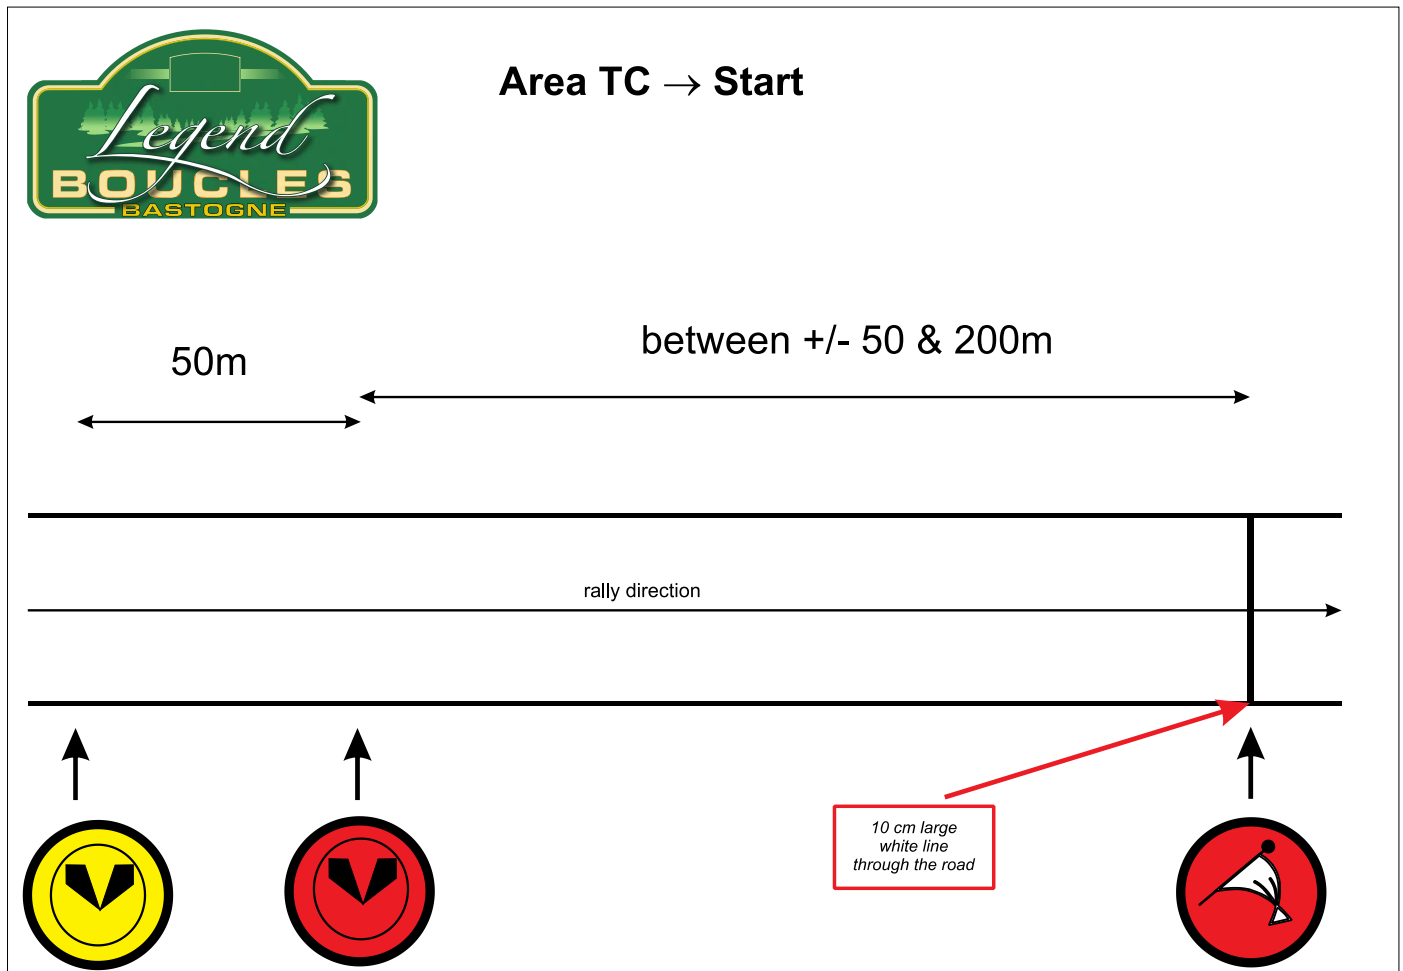 Legend
BOUCLES
BASTOGNE
Area TC → Start
50m
between +/- 50 & 200m
rally direction
10 cm large
white line
through the road